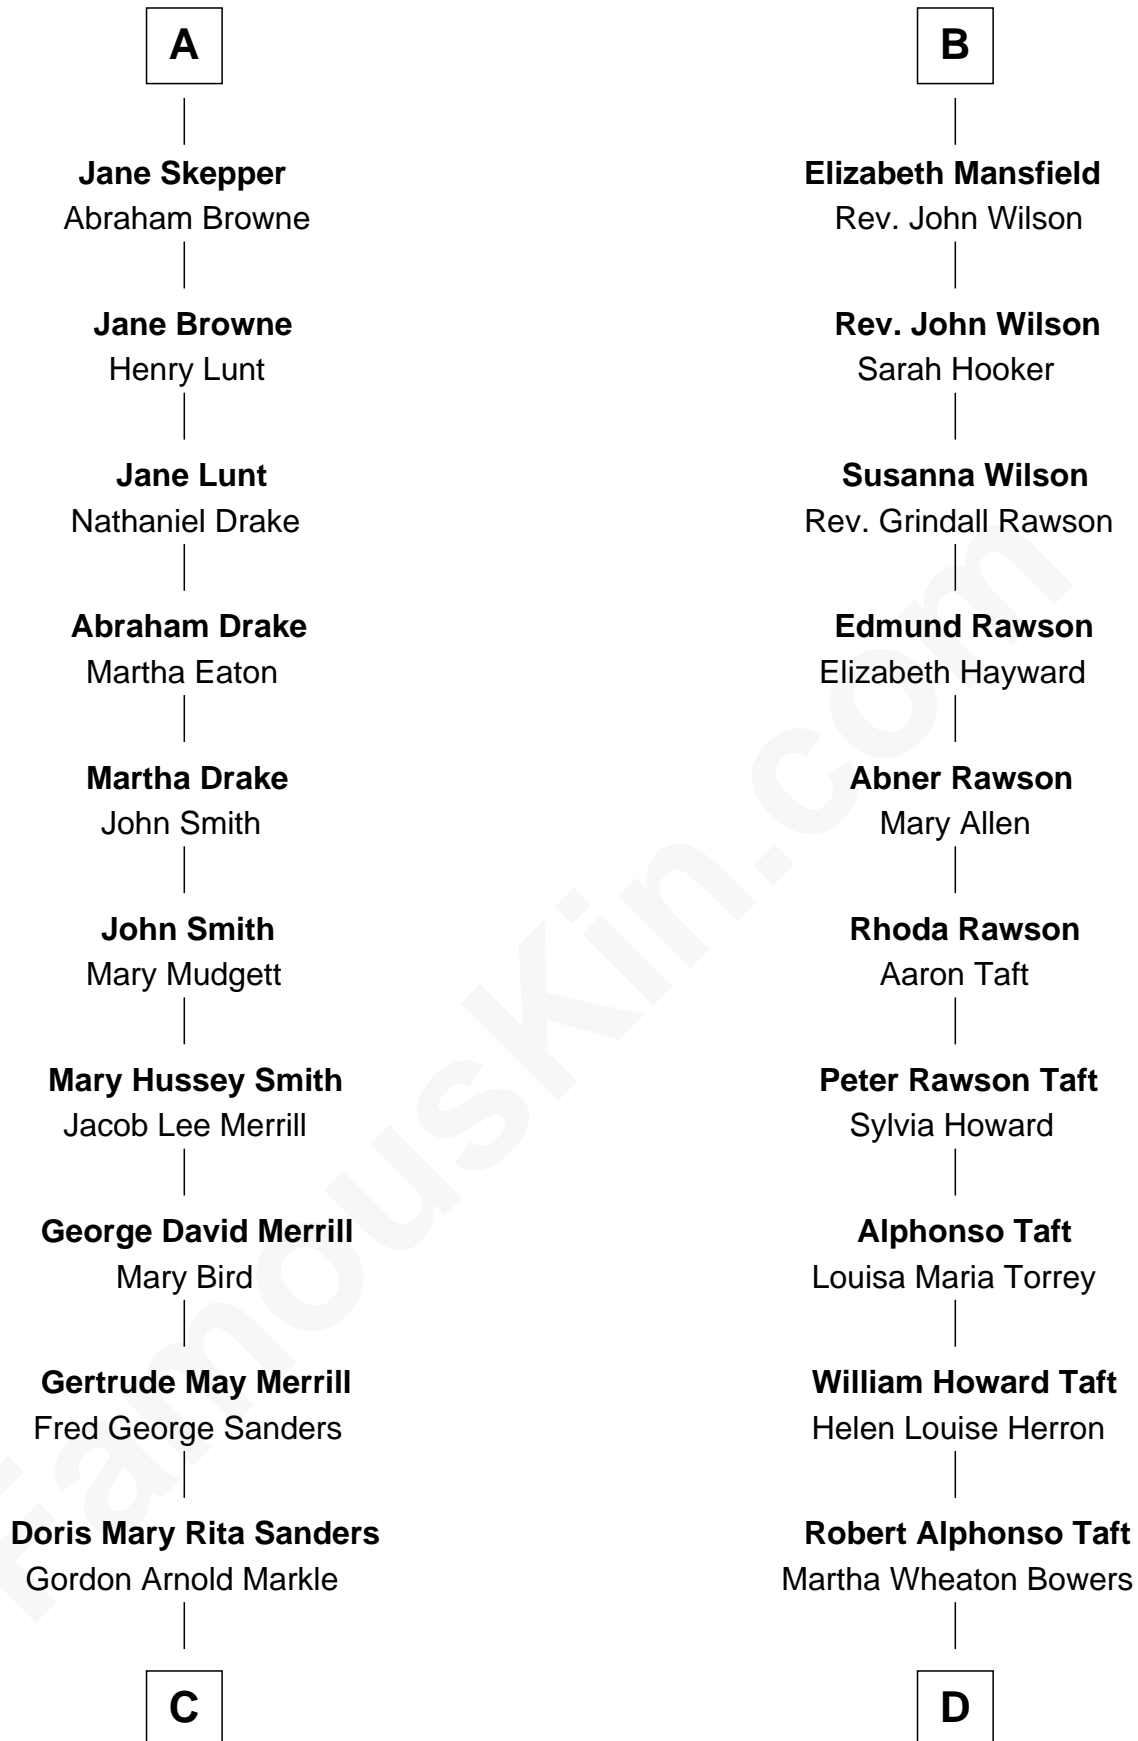 A
Jane Skepper
Abraham Browne
Jane Browne
Henry Lunt
Jane Lunt
Nathaniel Drake
Abraham Drake
Martha Eaton
Martha Drake
John Smith
John Smith
Mary Mudgett
Mary Hussey Smith
Jacob Lee Merrill
George David Merrill
Mary Bird
Gertrude May Merrill
Fred George Sanders
Doris Mary Rita Sanders
Gordon Arnold Markle
C
B
Elizabeth Mansfield
Rev. John Wilson
Rev. John Wilson
Sarah Hooker
Susanna Wilson
Rev. Grindall Rawson
Edmund Rawson
Elizabeth Hayward
Abner Rawson
Mary Allen
Rhoda Rawson
Aaron Taft
Peter Rawson Taft
Sylvia Howard
Alphonso Taft
Louisa Maria Torrey
William Howard Taft
Helen Louise Herron
Robert Alphonso Taft
Martha Wheaton Bowers
D
FamousKin.com